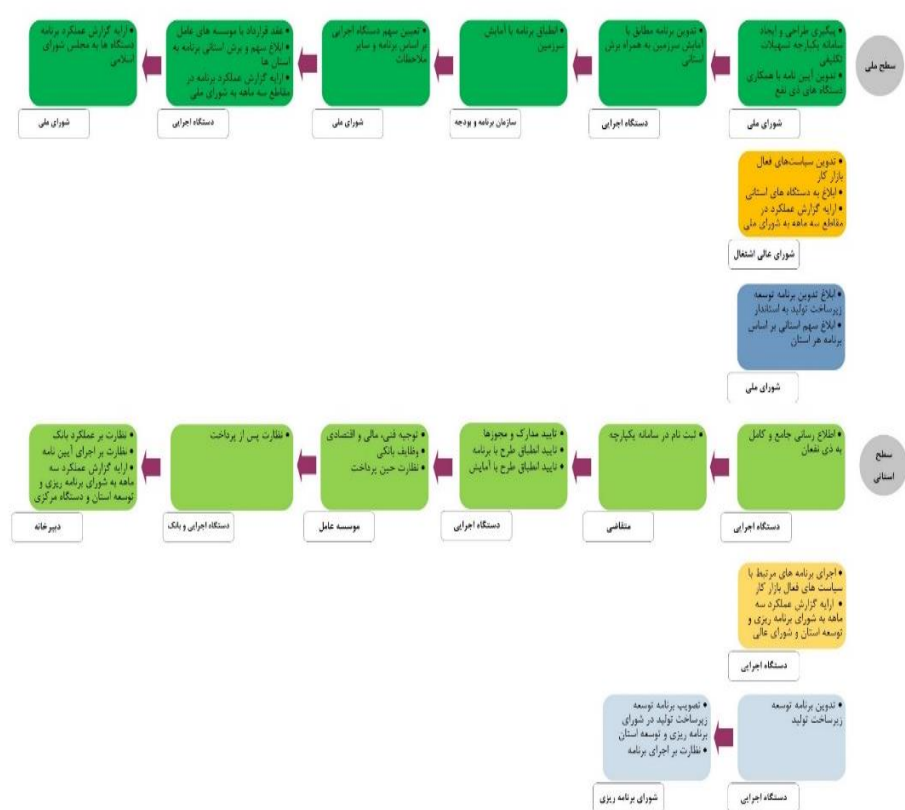 سطح ملی
• پیگیری طراحی و ایجاد
سامانه یکپارچه تسهیلات
تکلیفی
• تدوین آیین نامه با همکاری
دستگاه های ذی نفع
شورای ملی
• تدوین برنامه مطابق با
آمایش سرزمین به همراه برش
استانی
دستگاه اجرایی
• انطباق برنامه با آمایش
سرزمین
سازمان برنامه و بودجه
• تعیین سهم دستگاه اجرایی
بر اساس برنامه و سایر
ملاحظات
شورای ملی
• عقد قرارداد با موسسه های عامل
• ابلاغ سهم و برش استانی برنامه به
استان ها
• ارایه گزارش عملکرد برنامه در
مقاطع سه ماهه به شورای ملی
دستگاه اجرایی
• ارایه گزارش عملکرد برنامه
دستگاه ها به مجلس شورای
اسلامی
شورای ملی
• تدوین سیاست‌های فعال
بازار کار
• ابلاغ به دستگاه های استانی
• ارایه گزارش عملکرد در
مقاطع سه ماهه به شورای ملی
شورای عالی اشتغال
• ابلاغ تدوین برنامه توسعه
زیرساخت تولید به استاندار
• ابلاغ سهم استانی بر اساس
برنامه هر استان
شورای ملی
سطح
استانی
• اطلاع رسانی جامع و کامل
به ذی نفعان
دستگاه اجرایی
• ثبت نام در سامانه یکپارچه
متقاضی
• تایید مدارک و مجوزها
• تایید انطباق طرح با برنامه
• تایید انطباق طرح با آمایش
دستگاه اجرایی
• توجیه فنی، مالی و اقتصادی
• وظایف بانکی
• نظارت حین پرداخت
موسسه عامل
• نظارت پس از پرداخت
دستگاه اجرایی و بانک
• نظارت بر عملکرد بانک
• نظارت بر اجرای آیین نامه
• ارایه گزارش عملکرد سه
ماهه به شورای برنامه ریزی و
توسعه استان و دستگاه مرکزی
دبیرخانه
• اجرای برنامه های مرتبط با
سیاست های فعال بازار کار
• ارایه گزارش عملکرد سه
ماهه به شورای برنامه ریزی و
توسعه استان و شورای عالی
دستگاه اجرایی
• تدوین برنامه توسعه
زیرساخت تولید
دستگاه اجرایی
• تصویب برنامه توسعه
زیرساخت تولید در شورای
برنامه ریزی و توسعه استان
• نظارت بر اجرای برنامه
شورای برنامه ریزی